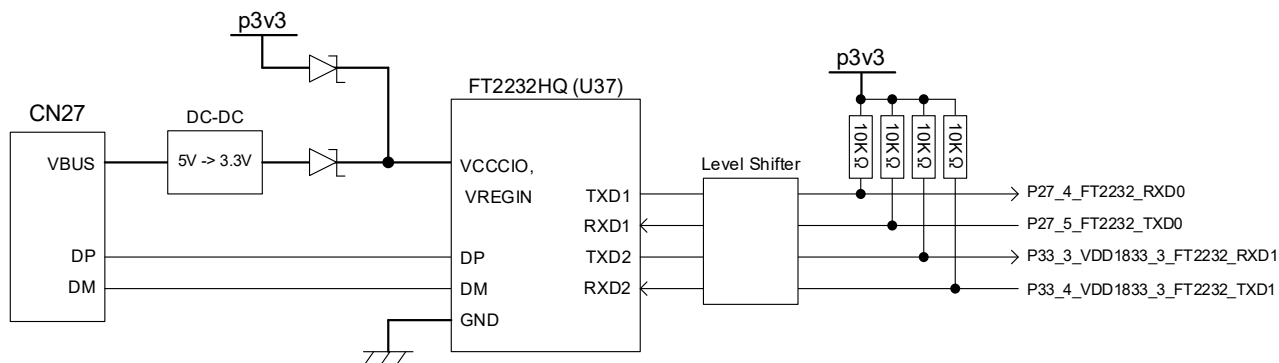 p3v3
p3v3
FT2232HQ (U37)
CN27
DC-DC
10KΩ
10KΩ
10KΩ
10KΩ
VBUS
5V -> 3.3V
VCCCIO,
VREGIN
Level Shifter
TXD1
P27_4_FT2232_RXD0
RXD1
P27_5_FT2232_TXD0
DP
DP
TXD2
P33_3_VDD1833_3_FT2232_RXD1
DM
DM
RXD2
P33_4_VDD1833_3_FT2232_TXD1
GND